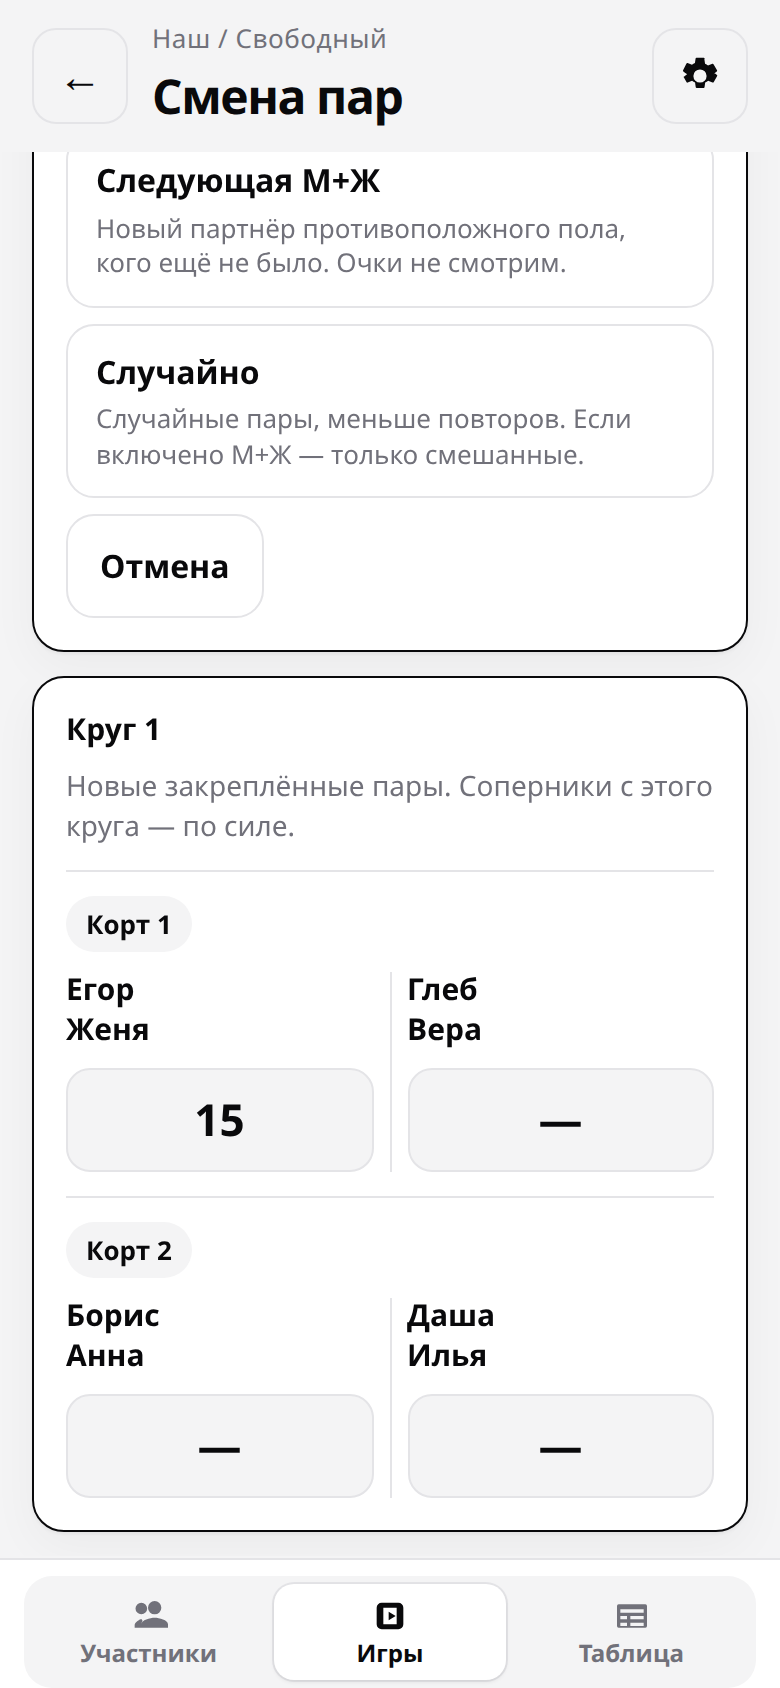 Наш / Свободный
←
Смена пар
Следующая М+Ж
Новый партнёр противоположного пола,
кого ещё не было. Очки не смотрим.
Случайно
Случайные пары, меньше повторов. Если
включено М+Ж — только смешанные.
Отмена
Круг 1
Новые закреплённые пары. Соперники с этого
круга — по силе.
Корт 1
Егор
Женя
Глеб
Вера
15
—
Корт 2
Борис
Анна
Даша
Илья
—
—
Участники
Игры
Таблица